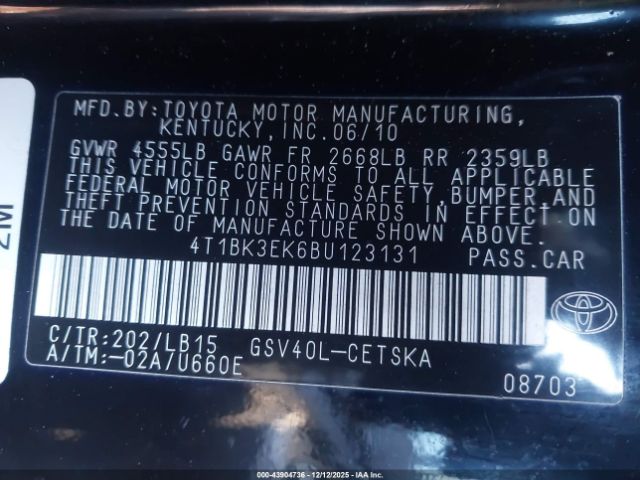 MFD.BY:TOYOTA MOTOR MANUFACTURING,
KENTUCKY,INC.06/10
GVWR 4555LB GAWR FR 2668LB RR 2359LB
THIS VEHICLE CONFORMS TO ALL APPLICABLE
FEDERAL MOTOR VEHICLE SAFETY,BUMPER,AND
THEFT PREVENTION STANDARDS IN EFFECT ON
THE DATE OF MANUFACTURE SHOWN ABOVE.
4T1BK3EK6BU123131 PASS.CAR
C/TR:202/LB15 GSV40L-CETSKA
A/TM:-02A/U660E
08703
2M
000-43904736 - 12/12/2025 - IAA Inc.